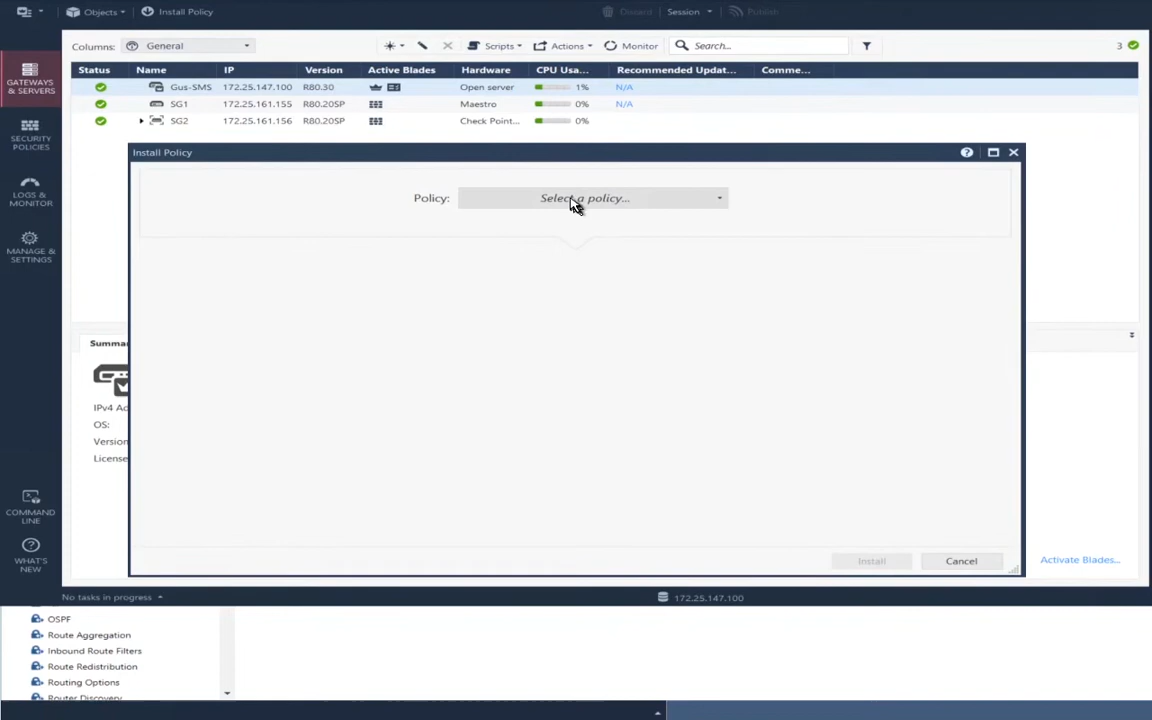 Objects
Install Policy
Discard
Session
Publish
Columns:
General
Scripts
Actions
Monitor
Search...
3
Status Name IP Version Active Blades Hardware CPU Usa... Recommended Updat... Comme...
Gus-SMS 172.25.147.100 R80.30 Open server 1% N/A
SG1 172.25.161.155 R80.20SP Maestro 0% N/A
SG2 172.25.161.156 R80.20SP Check Point... 0%
GATEWAYS
& SERVERS
SECURITY
POLICIES
LOGS &
MONITOR
MANAGE &
SETTINGS
COMMAND
LINE
WHAT'S
NEW
Install Policy
Policy:
Select a policy...
Install
Cancel
Summa
IPv4 Ad
OS:
Version
License
Activate Blades...
No tasks in progress
172.25.147.100
OSPF
Route Aggregation
Inbound Route Filters
Route Redistribution
Routing Options
Router Discovery